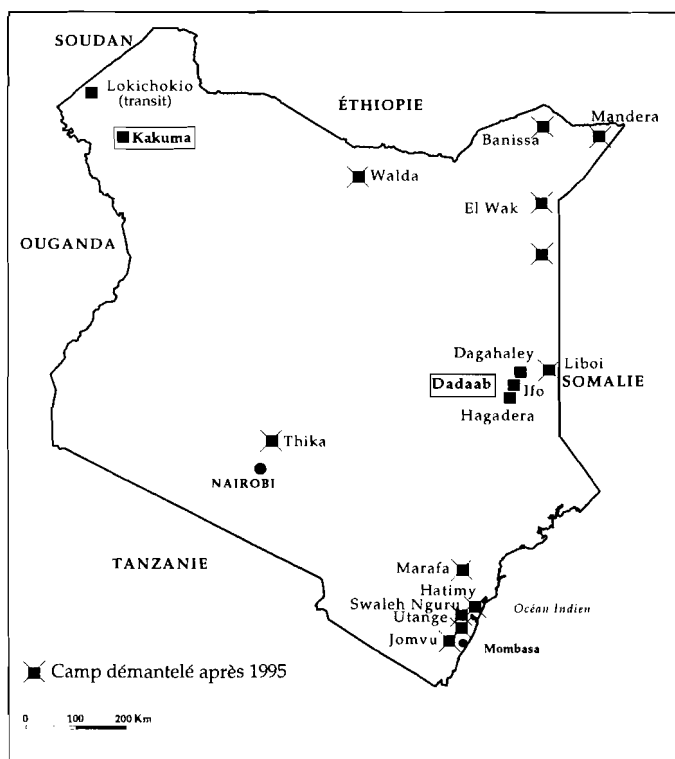 SOUDAN
Lokichokio
(transit)
ÉTHIOPIE
Mandera
Banissa
Kakuma
Walda
El Wak
OUGANDA
Dagahaley
Liboi
Dadaab
SOMALIE
Ifo
Hagadera
Thika
NAIROBI
TANZANIE
Marafa
Hatimy
Swaleh Nguru
Océan Indien
Utange
Jomvu
Mombasa
Camp démantelé après 1995
0 100 200 Km